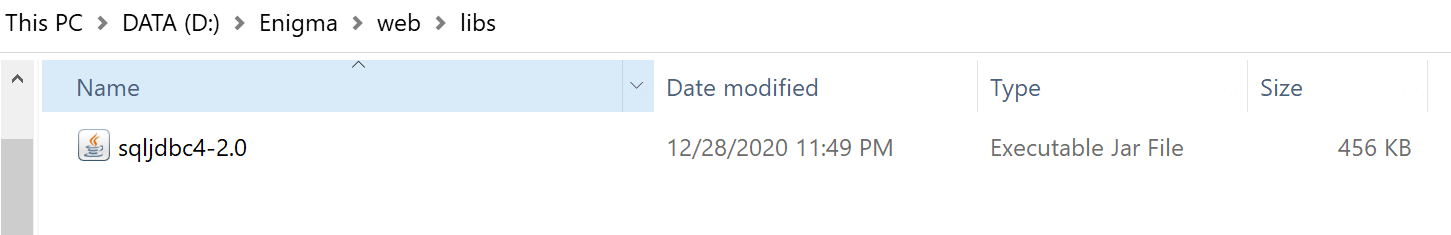 This PC > DATA (D:) > Enigma > web > libs
Name Date modified Type Size
sqljdbc4-2.0 12/28/2020 11:49 PM Executable Jar File 456 KB